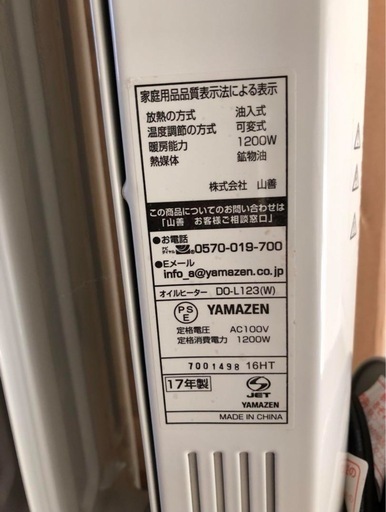 家庭用品品質表示法による表示
放熱の方式 油入式
温度調節の方式 可変式
暖房能力 1200W
熱媒体 鉱物油
株式会社 山善
この商品についてのお問い合わせは
「山善 お客様ご相談窓口」
●お電話
ナビダイヤル 0570-019-700
●Eメール
info_a@yamazen.co.jp
オイルヒーター DO-L123(W)
PSE YAMAZEN
定格電圧 AC100V
定格消費電力 1200W
7001498 16HT
17年製 JET
YAMAZEN
MADE IN CHINA